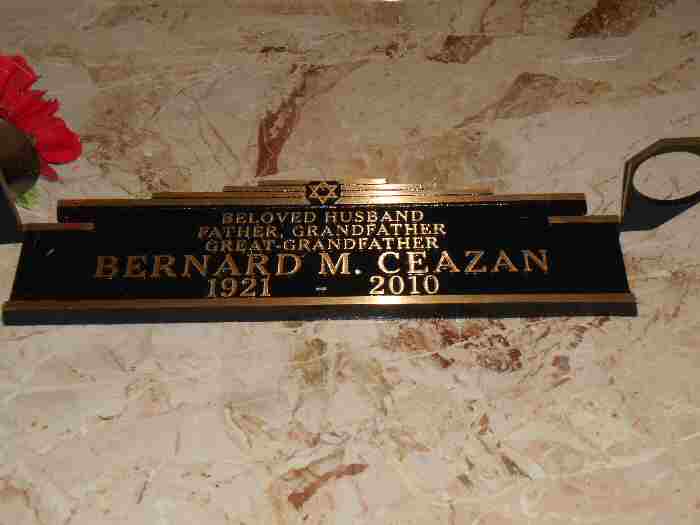 BELOVED HUSBAND
FATHER, GRANDFATHER
GREAT-GRANDFATHER
BERNARD M. CEAZAN
1921 - 2010